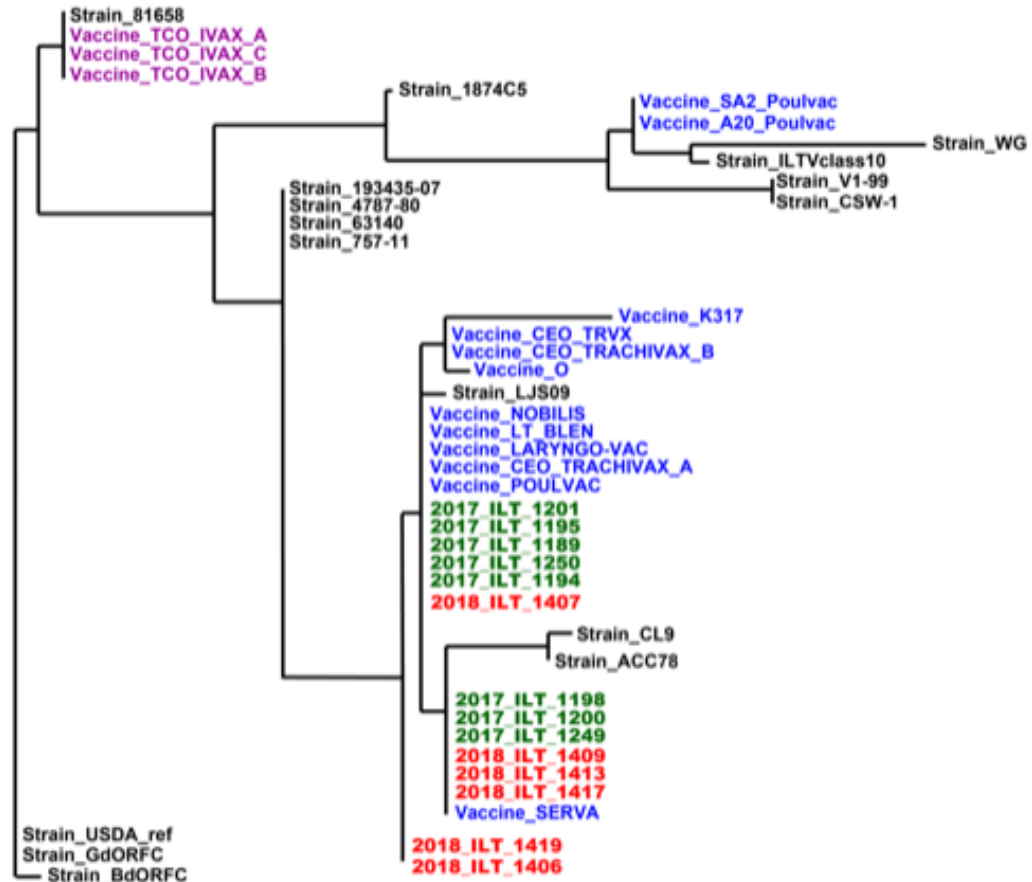 Strain_81658
Vaccine_TCO_IVAX_A
Vaccine_TCO_IVAX_C
Vaccine_TCO_IVAX_B
Strain_1874C5
Vaccine_SA2_Poulvac
Vaccine_A20_Poulvac
Strain_WG
Strain_ILTVclass10
Strain_V1-99
Strain_CSW-1
Strain_193435-07
Strain_4787-80
Strain_63140
Strain_757-11
Vaccine_K317
Vaccine_CEO_TRVX
Vaccine_CEO_TRACHIVAX_B
Vaccine_O
Strain_LJS09
Vaccine_NOBILIS
Vaccine_LT_BLEN
Vaccine_LARYNGO-VAC
Vaccine_CEO_TRACHIVAX_A
Vaccine_POULVAC
2017_ILT_1201
2017_ILT_1195
2017_ILT_1189
2017_ILT_1250
2017_ILT_1194
2018_ILT_1407
Strain_CL9
Strain_ACC78
2017_ILT_1198
2017_ILT_1200
2017_ILT_1249
2018_ILT_1409
2018_ILT_1413
2018_ILT_1417
Vaccine_SERVA
2018_ILT_1419
2018_ILT_1406
Strain_USDA_ref
Strain_GdORFC
Strain_BdORFC